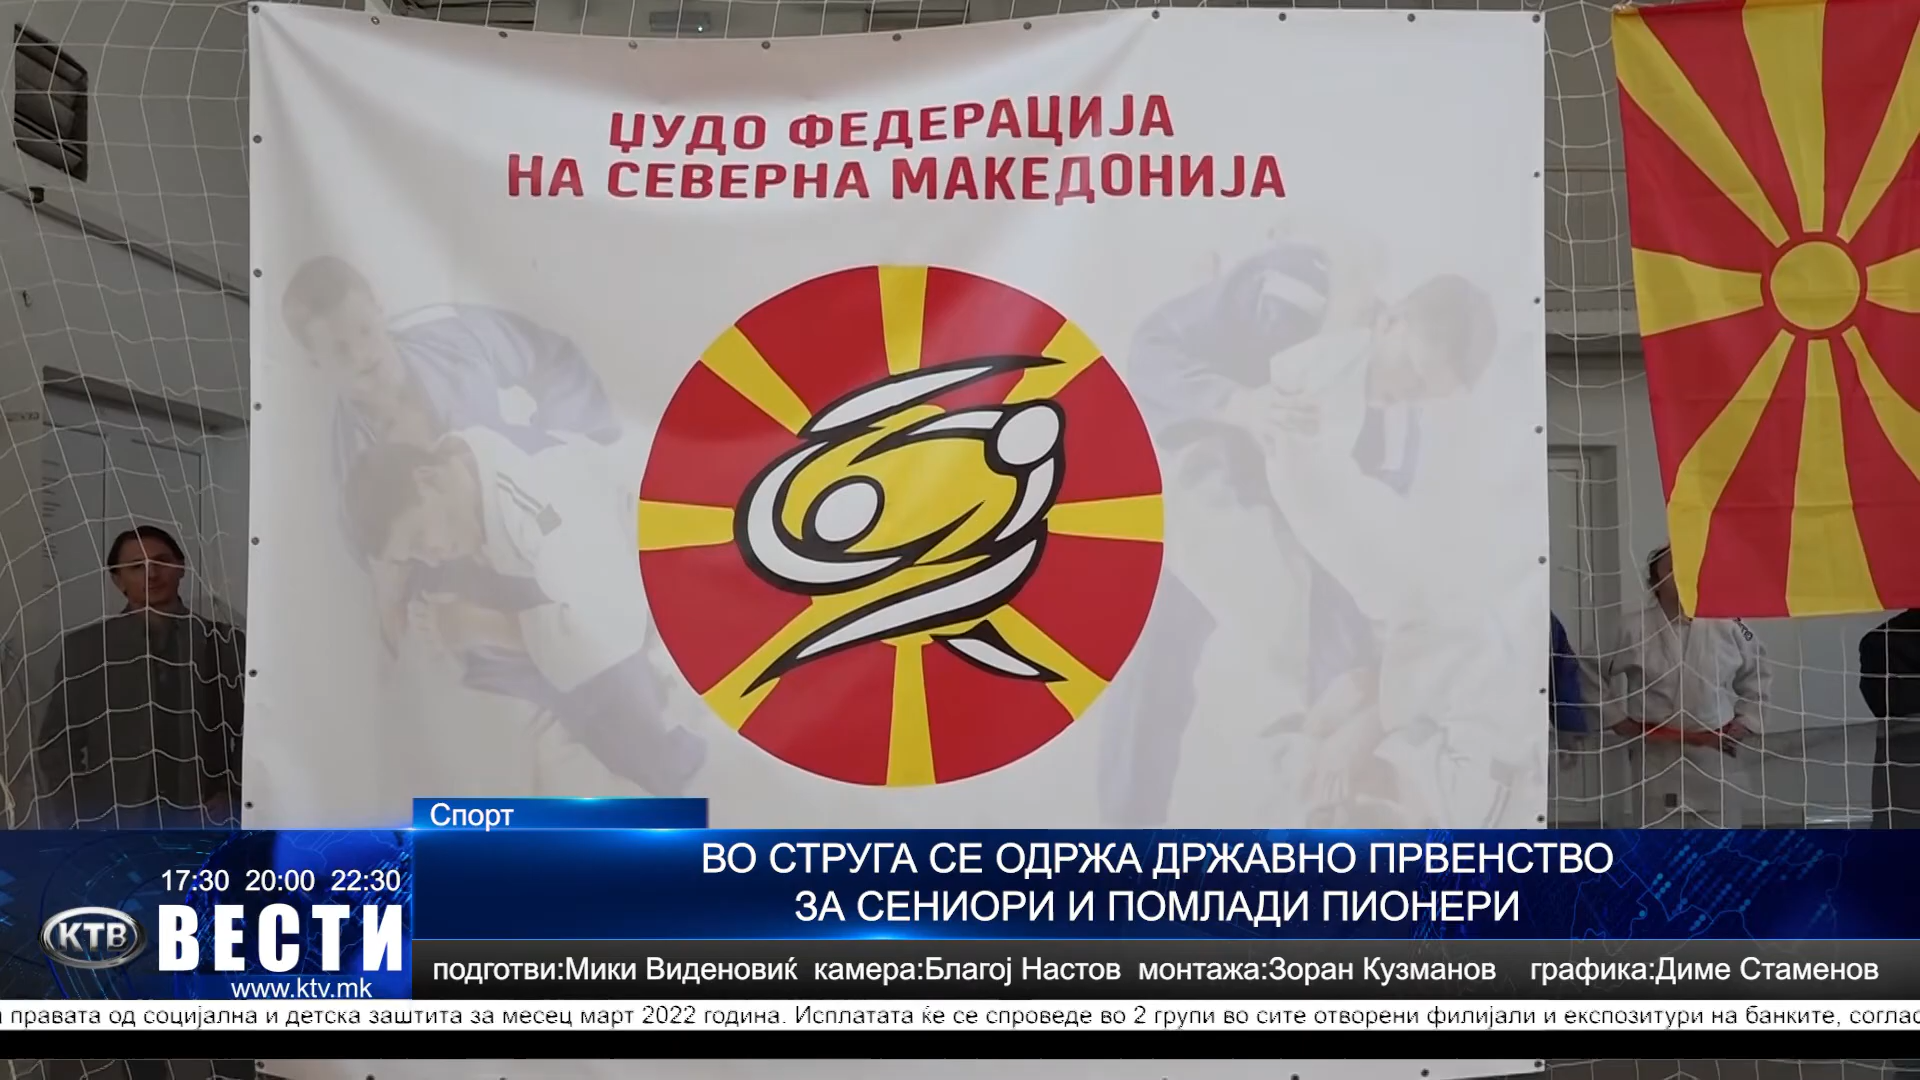 ЏУДО ФЕДЕРАЦИЈА
НА СЕВЕРНА МАКЕДОНИЈА
Спорт
ВО СТРУГА СЕ ОДРЖА ДРЖАВНО ПРВЕНСТВО
ЗА СЕНИОРИ И ПОМЛАДИ ПИОНЕРИ
17:30 20:00 22:30
КТВ ВЕСТИ
www.ktv.mk
подготви:Мики Виденовиќ камера:Благој Настов монтажа:Зоран Кузманов графика:Диме Стаменов
правата од социјална и детска заштита за месец март 2022 година. Исплатата ќе се спроведе во 2 групи во сите отворени филијали и експозитури на банките, соглас